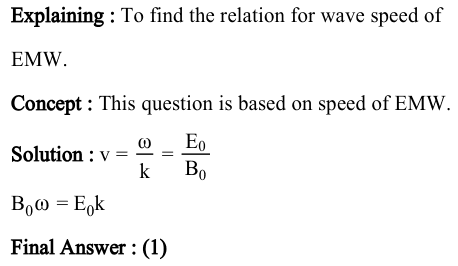 Explaining : To find the relation for wave speed of
EMW.
Concept : This question is based on speed of EMW.
Solution : v = ω/k = E₀/B₀
B₀ω = E₀k
Final Answer : (1)